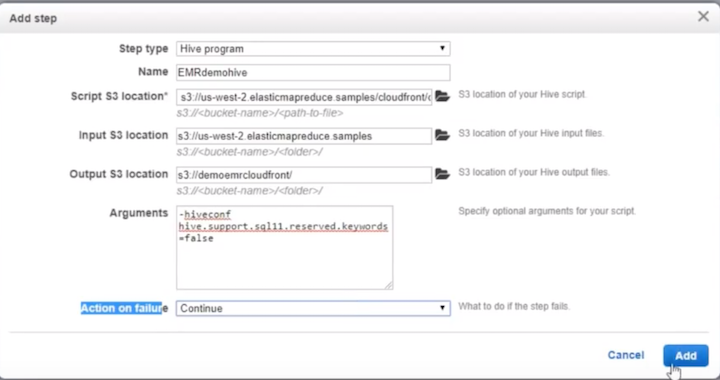 Add step
Step type Hive program
Name EMRdemohive
Script S3 location* s3://us-west-2.elasticmapreduce.samples/cloudfront/ S3 location of your Hive script.
s3://<bucket-name>/<path-to-file>
Input S3 location s3://us-west-2.elasticmapreduce.samples S3 location of your Hive input files.
s3://<bucket-name>/<folder>/
Output S3 location s3://demoemrcloudfront/ S3 location of your Hive output files.
s3://<bucket-name>/<folder>/
Arguments -hiveconf Specify optional arguments for your script.
hive.support.sql11.reserved.keywords
=false
Action on failure Continue What to do if the step fails.
Cancel Add